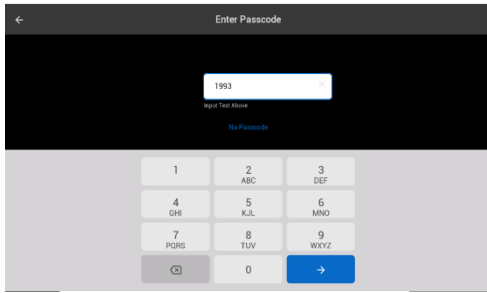 Enter Passcode
1993
Input Text Above
No Passcode
1 2 3
ABC DEF
4 5 6
GHI KJL MNO
7 8 9
PQRS TUV WXYZ
0